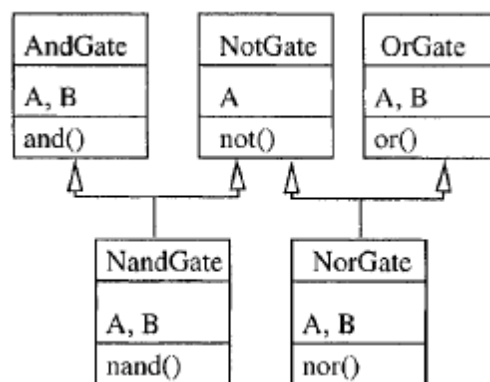 AndGate
A, B
and()
NotGate
A
not()
OrGate
A, B
or()
NandGate
A, B
nand()
NorGate
A, B
nor()